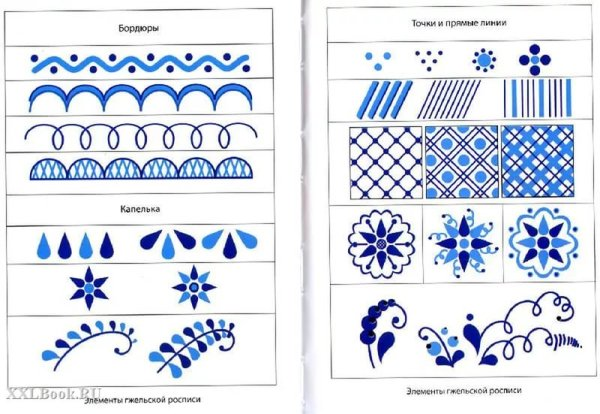 Бордюры
Капелька
Элементы гжельской росписи
XXLBook.RU
Точки и прямые линии
Элементы гжельской росписи